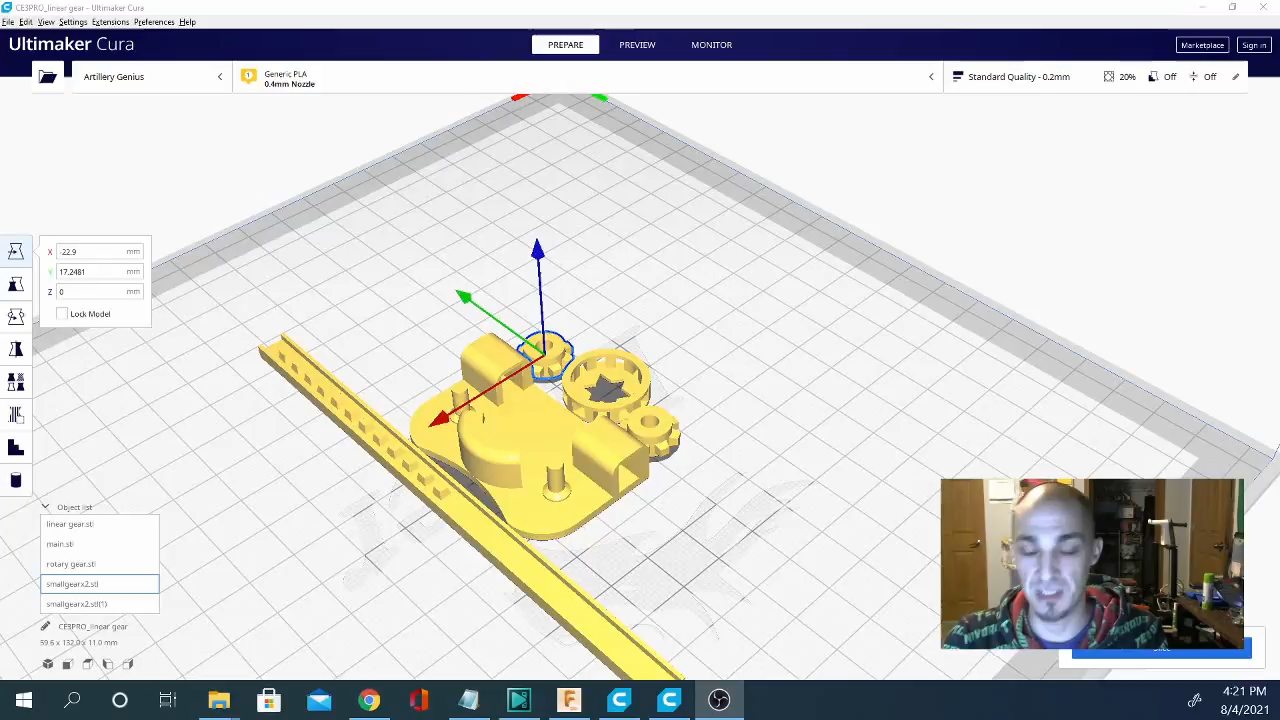 CE3PRO_linear gear - Ultimaker Cura
File Edit View Settings Extensions Preferences Help
Ultimaker Cura
PREPARE
PREVIEW
MONITOR
Marketplace
Sign in
Artillery Genius
Generic PLA
0.4mm Nozzle
Standard Quality - 0.2mm
20%
Off
Off
X -22.9 mm
Y 17.2481 mm
Z 0 mm
Lock Model
Object list
linear gear.stl
main.stl
rotary gear.stl
smallgearx2.stl
smallgearx2.stl(1)
CE3PRO_linear gear
59.6 x 132.0 x 11.0 mm
4:21 PM
8/4/2021